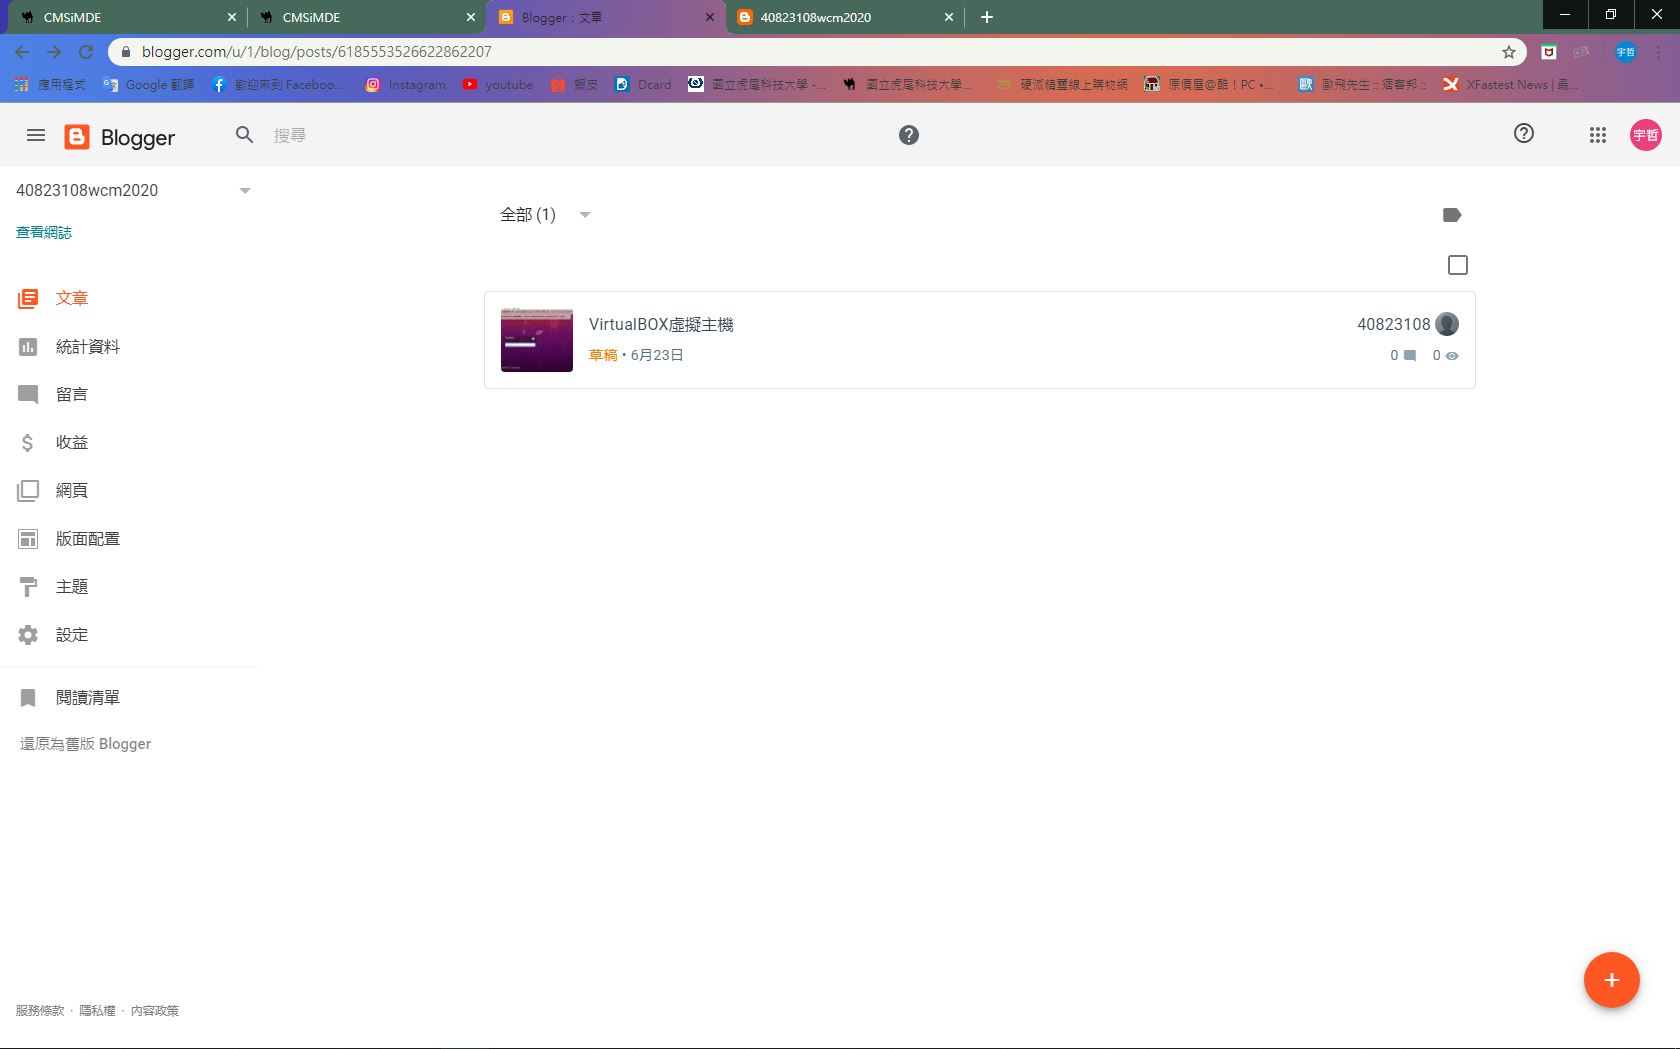 CMSiMDE
CMSiMDE
Blogger：文章
40823108wcm2020
blogger.com/u/1/blog/posts/6185553526622862207
宇哲
應用程式
Google 翻譯
歡迎來到 Faceboo...
Instagram
youtube
蝦皮
Dcard
國立虎尾科技大學 -...
國立虎尾科技大學...
硬派精璽線上購物網
原價屋@酷！PC •...
歐飛先生 :: 痞客邦 ::
XFastest News | 最...
Blogger
搜尋
宇哲
40823108wcm2020
查看網誌
全部 (1)
文章
統計資料
留言
收益
網頁
版面配置
主題
設定
閱讀清單
還原為舊版 Blogger
VirtualBOX虛擬主機
40823108
草稿 • 6月23日
0
0
服務條款 · 隱私權 · 內容政策